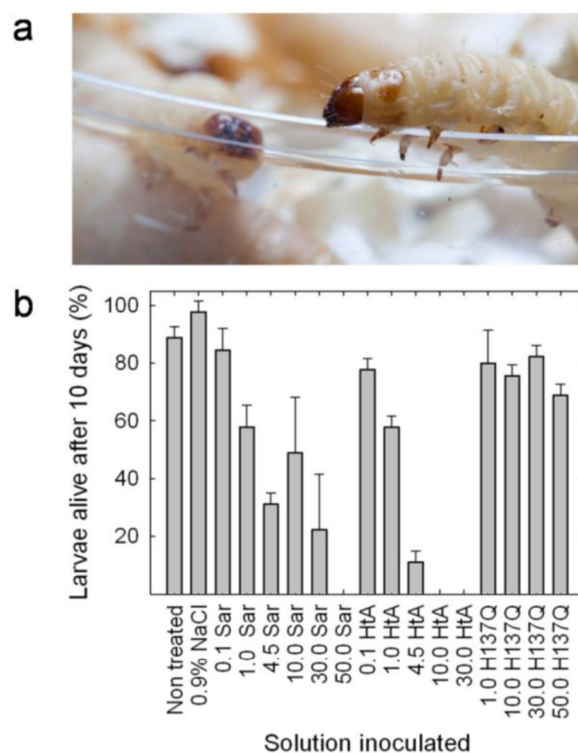 a
b
Larvae alive after 10 days (%)
100
80
60
40
20
Non treated
0.9% NaCl
0.1 Sar
1.0 Sar
4.5 Sar
10.0 Sar
30.0 Sar
50.0 Sar
0.1 HtA
1.0 HtA
4.5 HtA
10.0 HtA
30.0 HtA
1.0 H137Q
10.0 H137Q
30.0 H137Q
50.0 H137Q
Solution inoculated